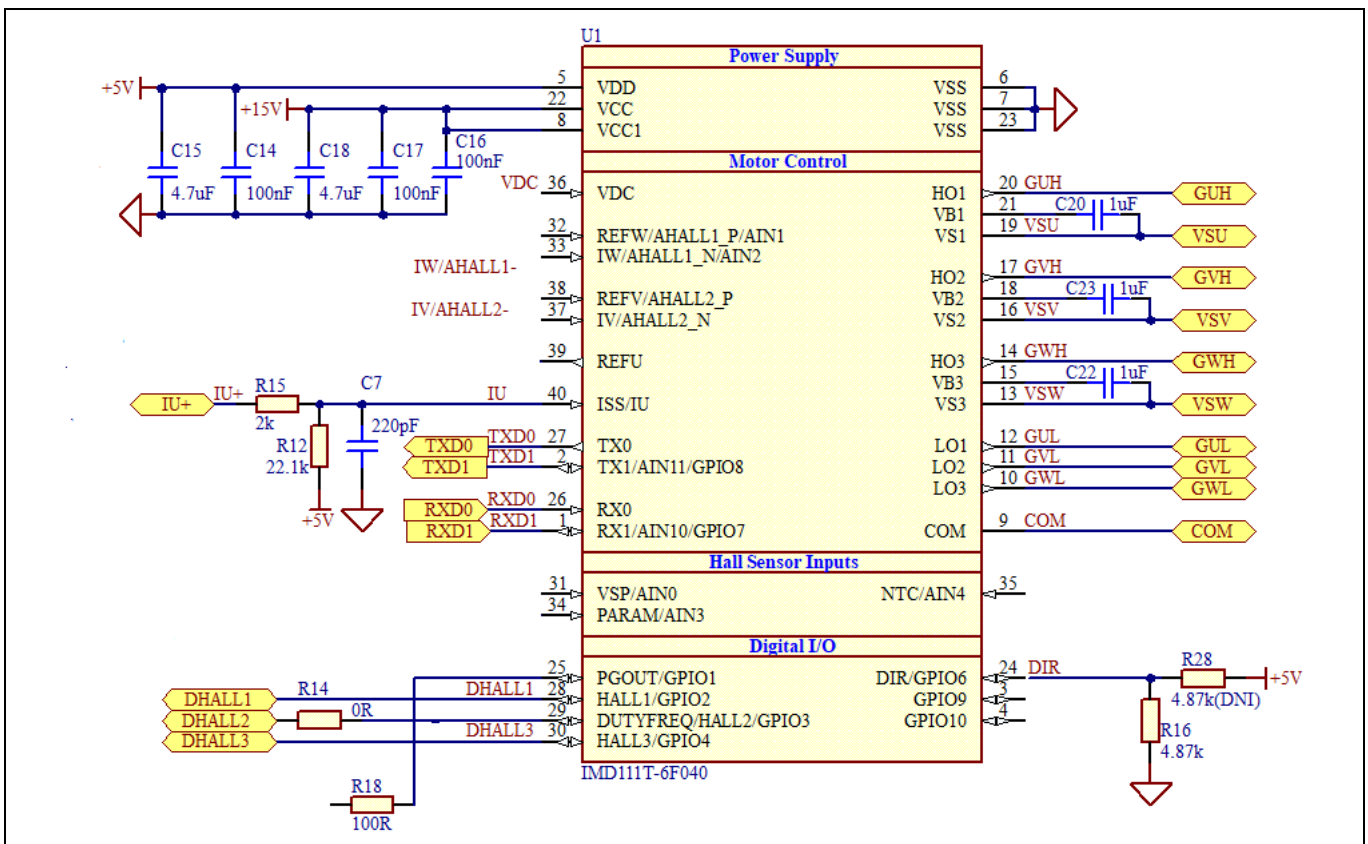 U1
Power Supply
+5V
5
VDD
VSS
6
+15V
22
VCC
VSS
7
8
VCC1
VSS
23
C15
4.7uF
C14
100nF
C18
4.7uF
C17
100nF
C16
100nF
Motor Control
VDC 36
VDC
HO1
20 GUH
GUH
VB1
21
C20
1uF
32
REFW/AHALL1_P/AIN1
VS1
19 VSU
VSU
33
IW/AHALL1_N/AIN2
IW/AHALL1-
HO2
17 GVH
GVH
38
REFV/AHALL2_P
VB2
18
C23
1uF
IV/AHALL2-
37
IV/AHALL2_N
VS2
16 VSV
VSV
39
REFU
HO3
14 GWH
GWH
VB3
15
C22
1uF
IU+
IU+
R15
2k
C7
220pF
R12
22.1k
+5V
IU
40
ISS/IU
VS3
13 VSW
VSW
TXD0
TXD0 27
TX0
LO1
12 GUL
GUL
TXD1
TXD1 2
TX1/AIN11/GPIO8
LO2
11 GVL
GVL
LO3
10 GWL
GWL
RXD0
RXD0 26
RX0
RXD1
RXD1 1
RX1/AIN10/GPIO7
COM
9 COM
COM
Hall Sensor Inputs
31
VSP/AIN0
NTC/AIN4
35
34
PARAM/AIN3
Digital I/O
25
PGOUT/GPIO1
DIR/GPIO6
24 DIR
R28
4.87k(DNI)
+5V
DHALL1
R14
0R
DHALL1 28
HALL1/GPIO2
GPIO9
3
DHALL2
29
DUTYFREQ/HALL2/GPIO3
GPIO10
4
DHALL3
DHALL3 30
HALL3/GPIO4
R16
4.87k
IMD111T-6F040
R18
100R